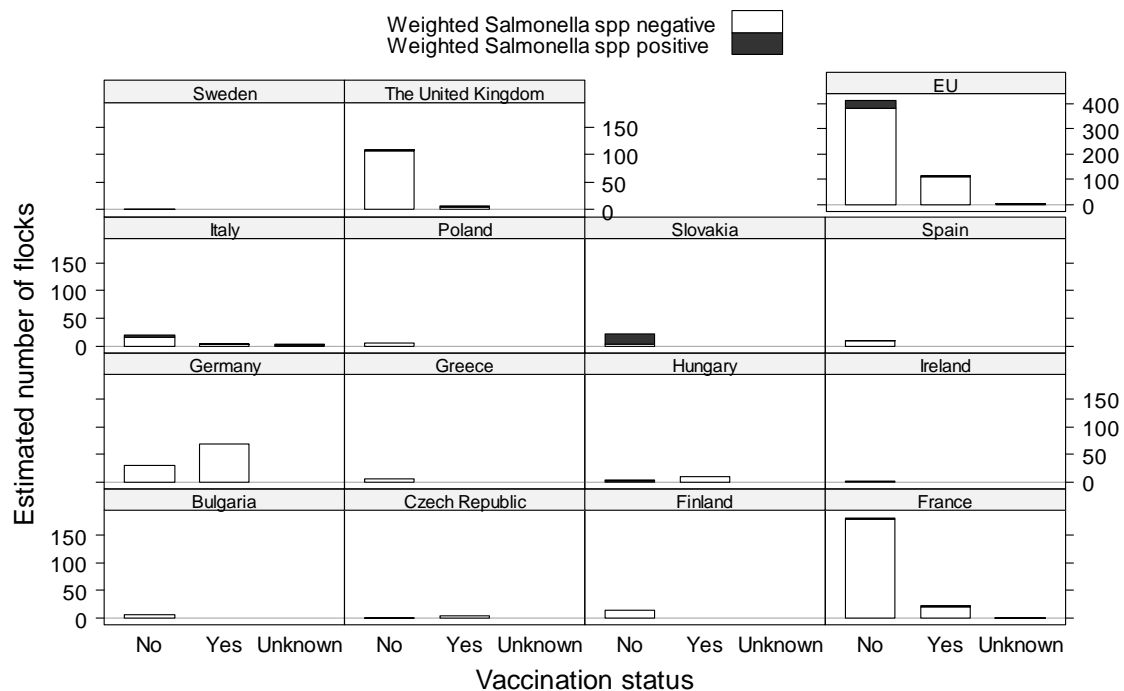 Weighted Salmonella spp negative
Weighted Salmonella spp positive
Sweden The United Kingdom EU
150
100
50
0
400
300
200
100
0
Italy Poland Slovakia Spain
150
100
50
0
Germany Greece Hungary Ireland
150
100
50
0
Bulgaria Czech Republic Finland France
150
100
50
0
No Yes Unknown No Yes Unknown No Yes Unknown No Yes Unknown
Vaccination status
Estimated number of flocks